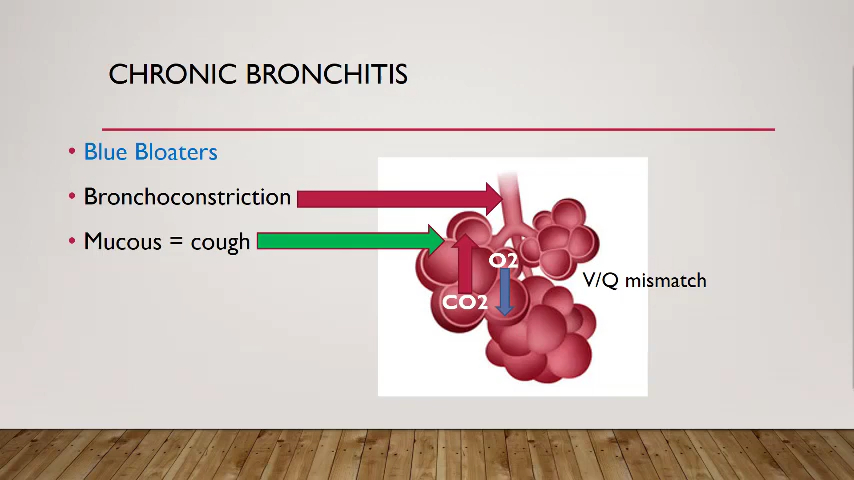 CHRONIC BRONCHITIS
• Blue Bloaters
• Bronchoconstriction
• Mucous = cough
O2
CO2
V/Q mismatch